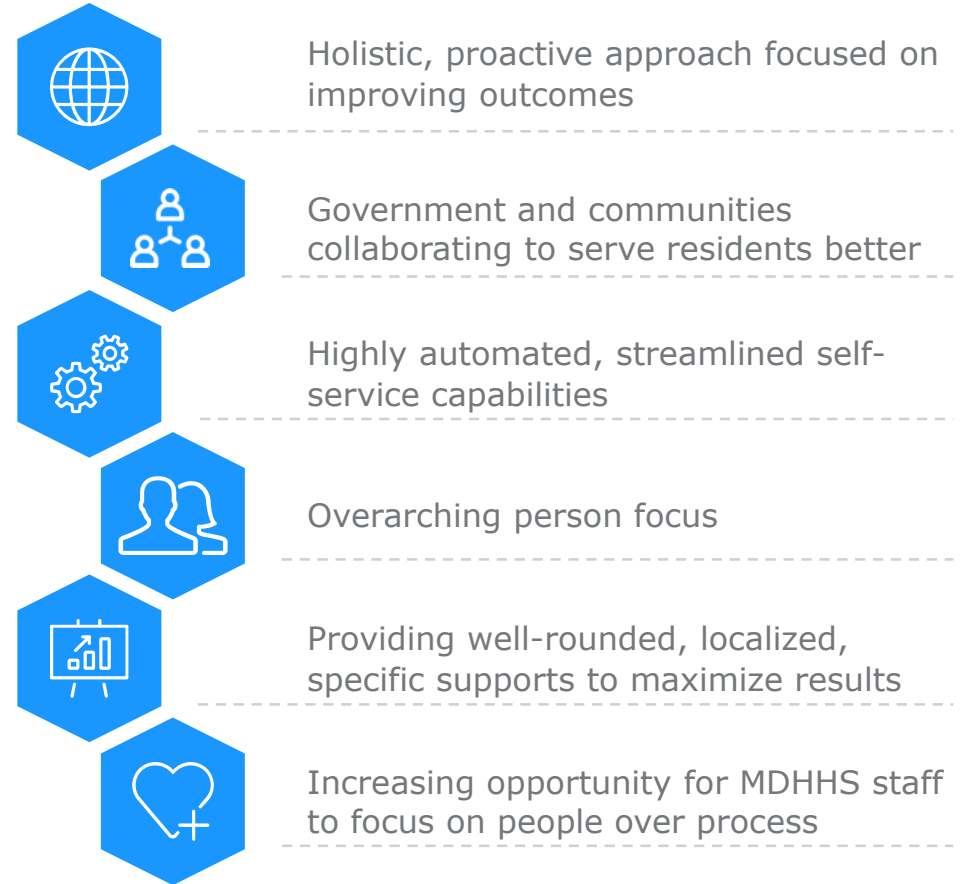 Holistic, proactive approach focused on
improving outcomes
Government and communities
collaborating to serve residents better
Highly automated, streamlined self-
service capabilities
Overarching person focus
Providing well-rounded, localized,
specific supports to maximize results
Increasing opportunity for MDHHS staff
to focus on people over process